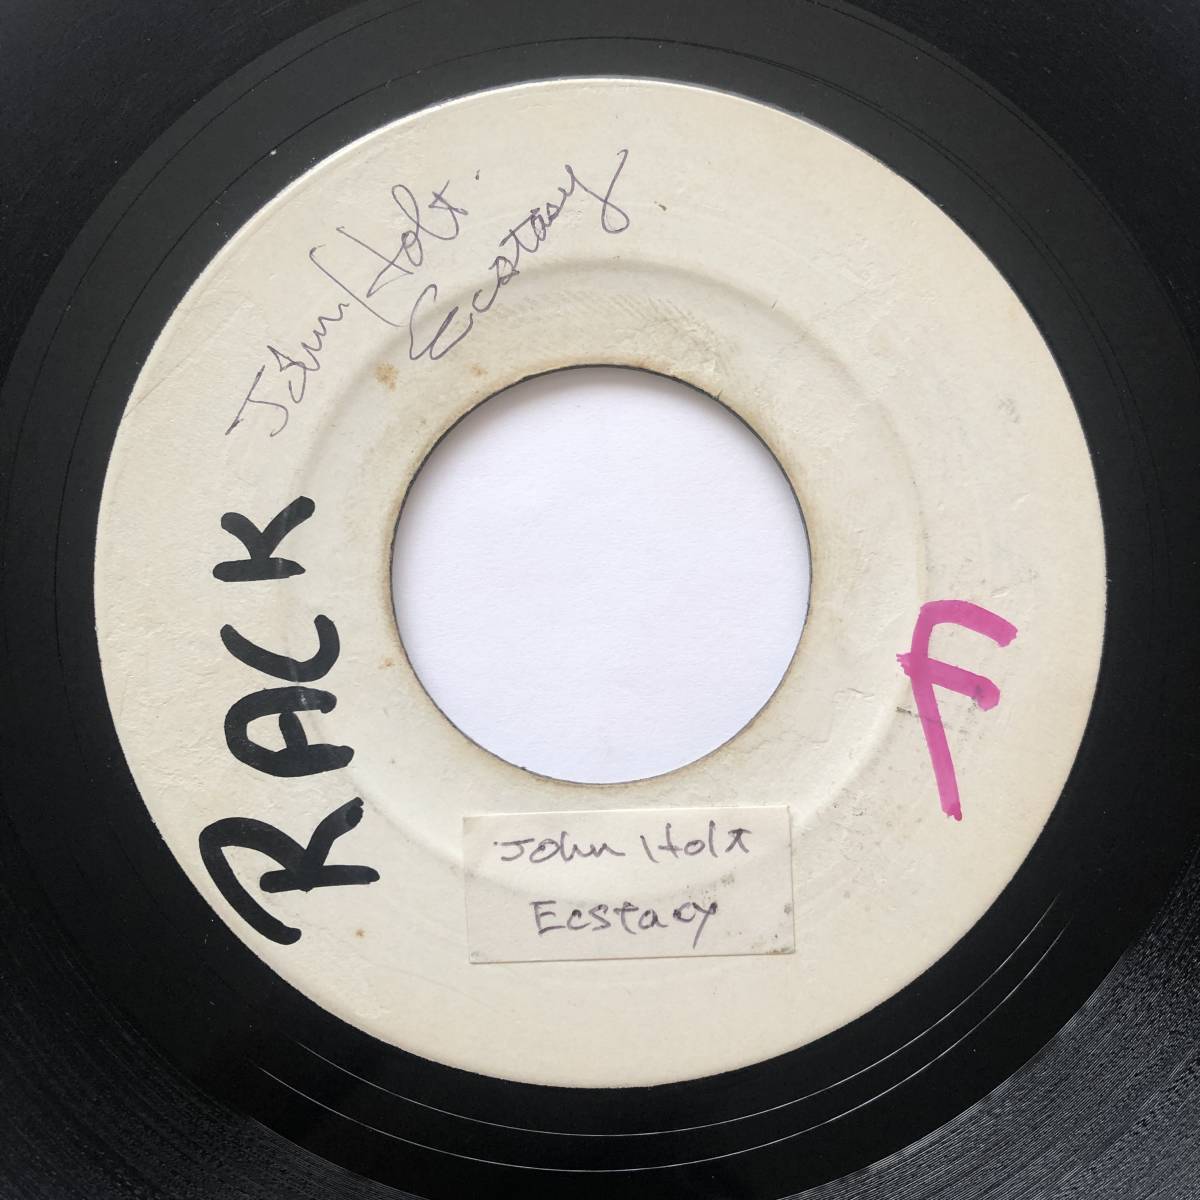 John Holt.
Ecstasy
RACK
F
John Holt
Ecstacy